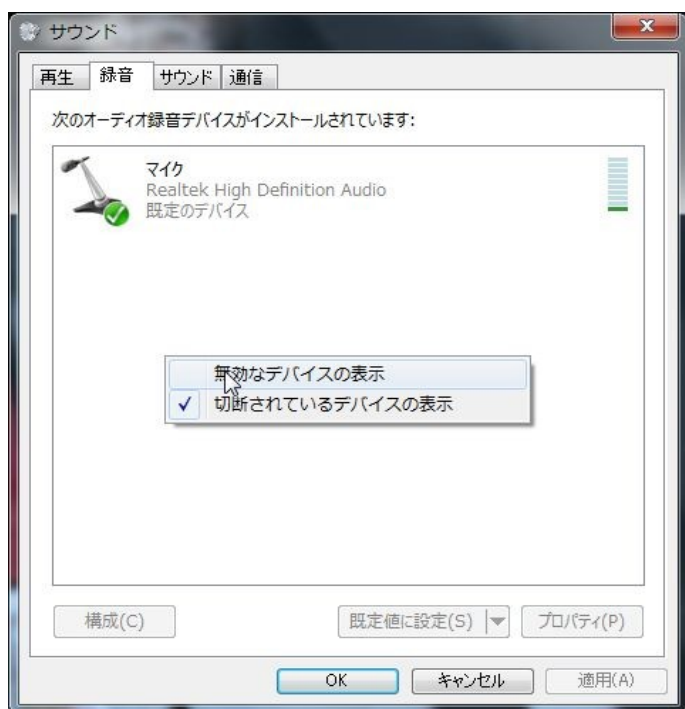 サウンド
再生 録音 サウンド 通信
次のオーディオ録音デバイスがインストールされています:
マイク
Realtek High Definition Audio
既定のデバイス
無効なデバイスの表示
✓ 切断されているデバイスの表示
構成(C) 既定値に設定(S) プロパティ(P)
OK キャンセル 適用(A)